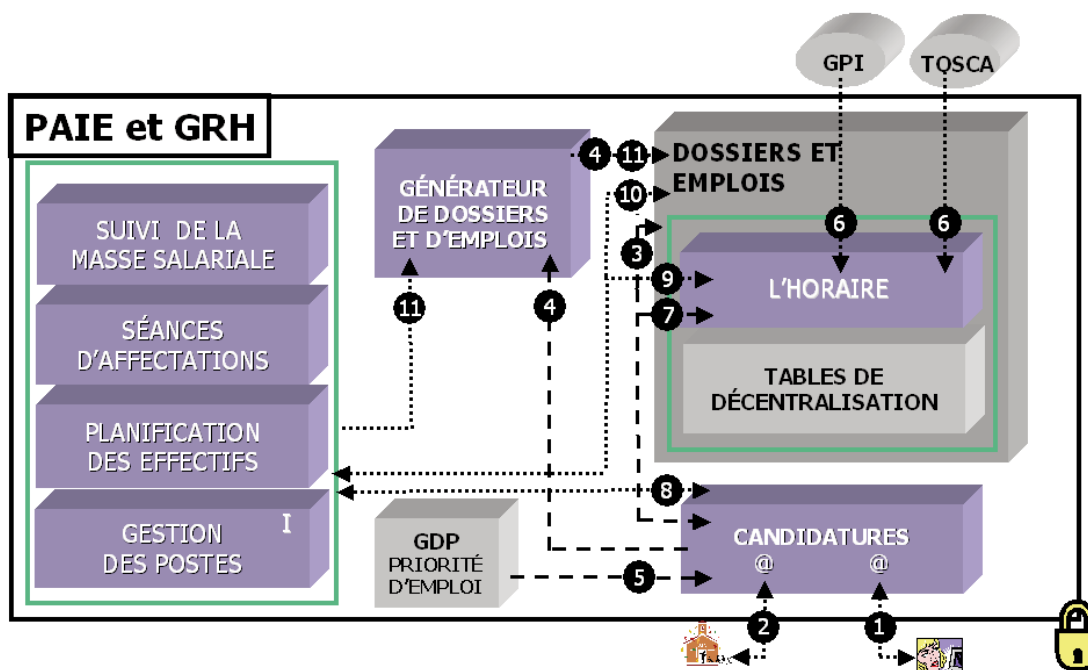 GPI
TOSCA
PAIE et GRH
SUIVI DE LA
MASSE SALARIALE
SÉANCES
D'AFFECTATIONS
PLANIFICATION
DES EFFECTIFS
GESTION
DES POSTES
I
GÉNÉRATEUR
DE DOSSIERS
ET D'EMPLOIS
11
4
4
11
10
3
9
7
DOSSIERS ET
EMPLOIS
6
6
L'HORAIRE
TABLES DE
DÉCENTRALISATION
8
GDP
PRIORITÉ
D'EMPLOI
5
CANDIDATURES
@
@
2
1